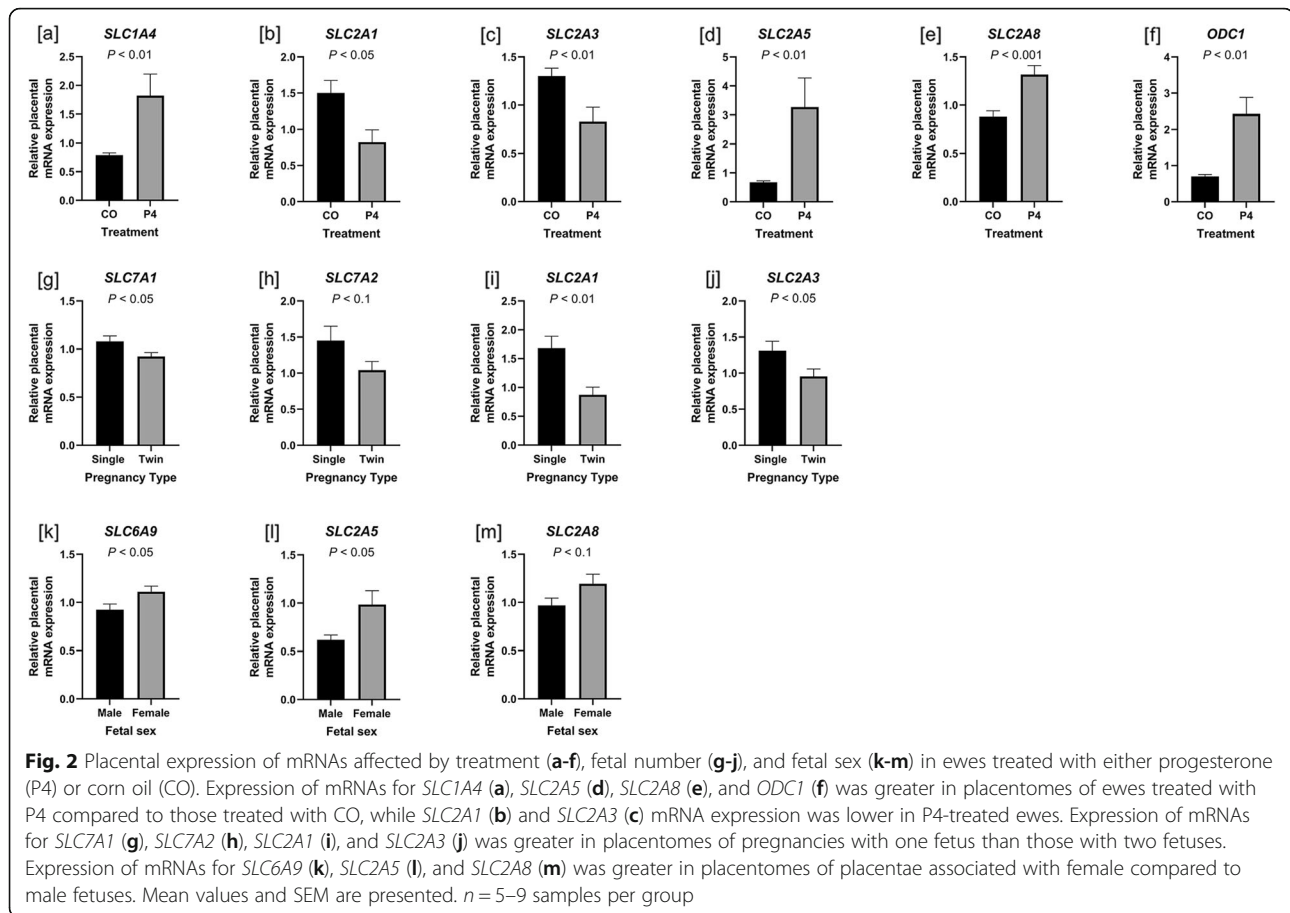 [a] SLC1A4
P < 0.01
Relative placental
mRNA expression
2.5
2.0
1.5
1.0
0.5
0.0
CO P4
Treatment
[b] SLC2A1
P < 0.05
Relative placental
mRNA expression
2.0
1.5
1.0
0.5
0.0
CO P4
Treatment
[c] SLC2A3
P < 0.01
Relative placental
mRNA expression
1.5
1.0
0.5
0.0
CO P4
Treatment
[d] SLC2A5
P < 0.01
Relative placental
mRNA expression
5
4
3
2
1
0
CO P4
Treatment
[e] SLC2A8
P < 0.001
Relative placental
mRNA expression
1.5
1.0
0.5
0.0
CO P4
Treatment
[f] ODC1
P < 0.01
Relative placental
mRNA expression
4
3
2
1
0
CO P4
Treatment
[g] SLC7A1
P < 0.05
Relative placental
mRNA expression
1.5
1.0
0.5
0.0
Single Twin
Pregnancy Type
[h] SLC7A2
P < 0.1
Relative placental
mRNA expression
2.0
1.5
1.0
0.5
0.0
Single Twin
Pregnancy Type
[i] SLC2A1
P < 0.01
Relative placental
mRNA expression
2.5
2.0
1.5
1.0
0.5
0.0
Single Twin
Pregnancy Type
[j] SLC2A3
P < 0.05
Relative placental
mRNA expression
2.0
1.5
1.0
0.5
0.0
Single Twin
Pregnancy Type
[k] SLC6A9
P < 0.05
Relative placental
mRNA expression
1.5
1.0
0.5
0.0
Male Female
Fetal sex
[l] SLC2A5
P < 0.05
Relative placental
mRNA expression
1.5
1.0
0.5
0.0
Male Female
Fetal sex
[m] SLC2A8
P < 0.1
Relative placental
mRNA expression
1.5
1.0
0.5
0.0
Male Female
Fetal sex
Fig. 2 Placental expression of mRNAs affected by treatment (a-f), fetal number (g-j), and fetal sex (k-m) in ewes treated with either progesterone
(P4) or corn oil (CO). Expression of mRNAs for SLC1A4 (a), SLC2A5 (d), SLC2A8 (e), and ODC1 (f) was greater in placentomes of ewes treated with
P4 compared to those treated with CO, while SLC2A1 (b) and SLC2A3 (c) mRNA expression was lower in P4-treated ewes. Expression of mRNAs
for SLC7A1 (g), SLC7A2 (h), SLC2A1 (i), and SLC2A3 (j) was greater in placentomes of pregnancies with one fetus than those with two fetuses.
Expression of mRNAs for SLC6A9 (k), SLC2A5 (l), and SLC2A8 (m) was greater in placentomes of placentae associated with female compared to
male fetuses. Mean values and SEM are presented. n = 5–9 samples per group